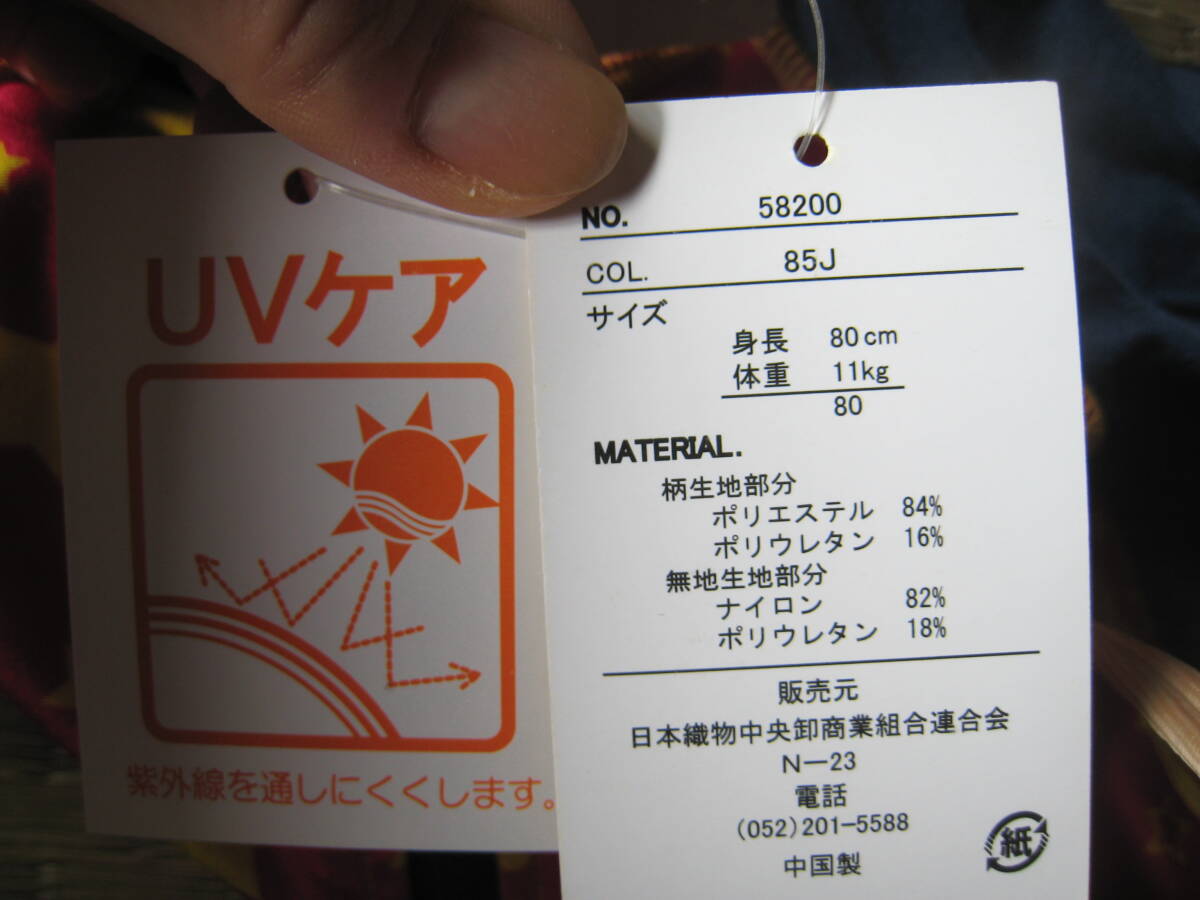 UVケア
紫外線を通しにくくします。
NO. 58200
COL. 85J
サイズ
身長 80cm
体重 11kg
80
MATERIAL.
柄生地部分
ポリエステル 84%
ポリウレタン 16%
無地生地部分
ナイロン 82%
ポリウレタン 18%
販売元
日本織物中央卸商業組合連合会
N－23
電話
(052)201-5588
中国製
紙